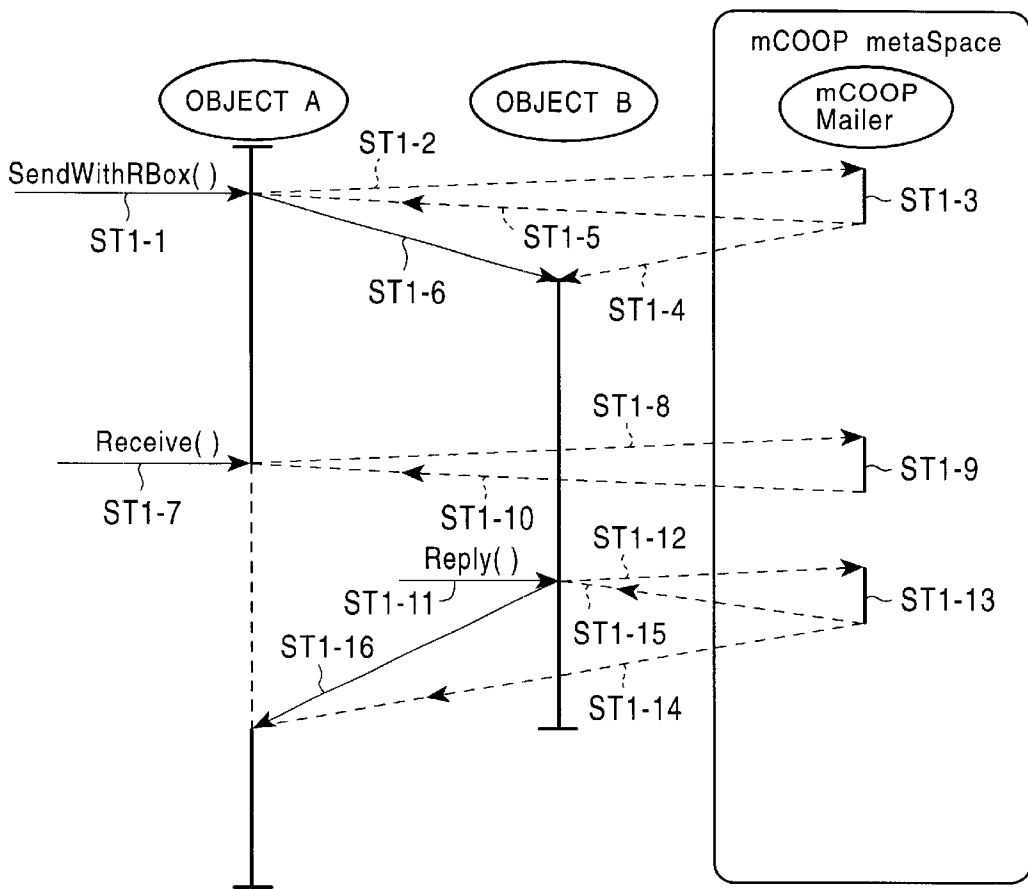 mCOOP metaSpace
OBJECT A
OBJECT B
mCOOP
Mailer
ST1-2
SendWithRBox( )
ST1-3
ST1-1
ST1-5
ST1-6
ST1-4
ST1-8
Receive( )
ST1-9
ST1-7
ST1-10
ST1-12
Reply( )
ST1-11
ST1-13
ST1-15
ST1-16
ST1-14